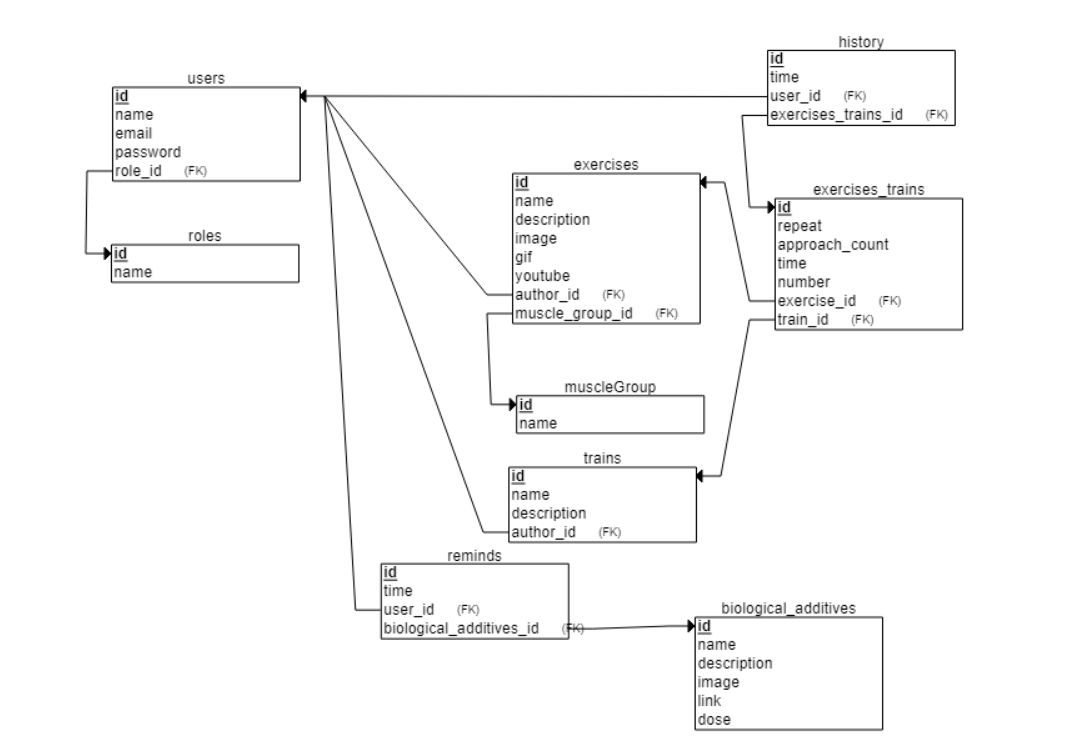 history
id
time
user_id (FK)
exercises_trains_id (FK)
users
id
name
email
password
role_id (FK)
roles
id
name
exercises
id
name
description
image
gif
youtube
author_id (FK)
muscle_group_id (FK)
exercises_trains
id
repeat
approach_count
time
number
exercise_id (FK)
train_id (FK)
muscleGroup
id
name
trains
id
name
description
author_id (FK)
reminds
id
time
user_id (FK)
biological_additives_id (FK)
biological_additives
id
name
description
image
link
dose